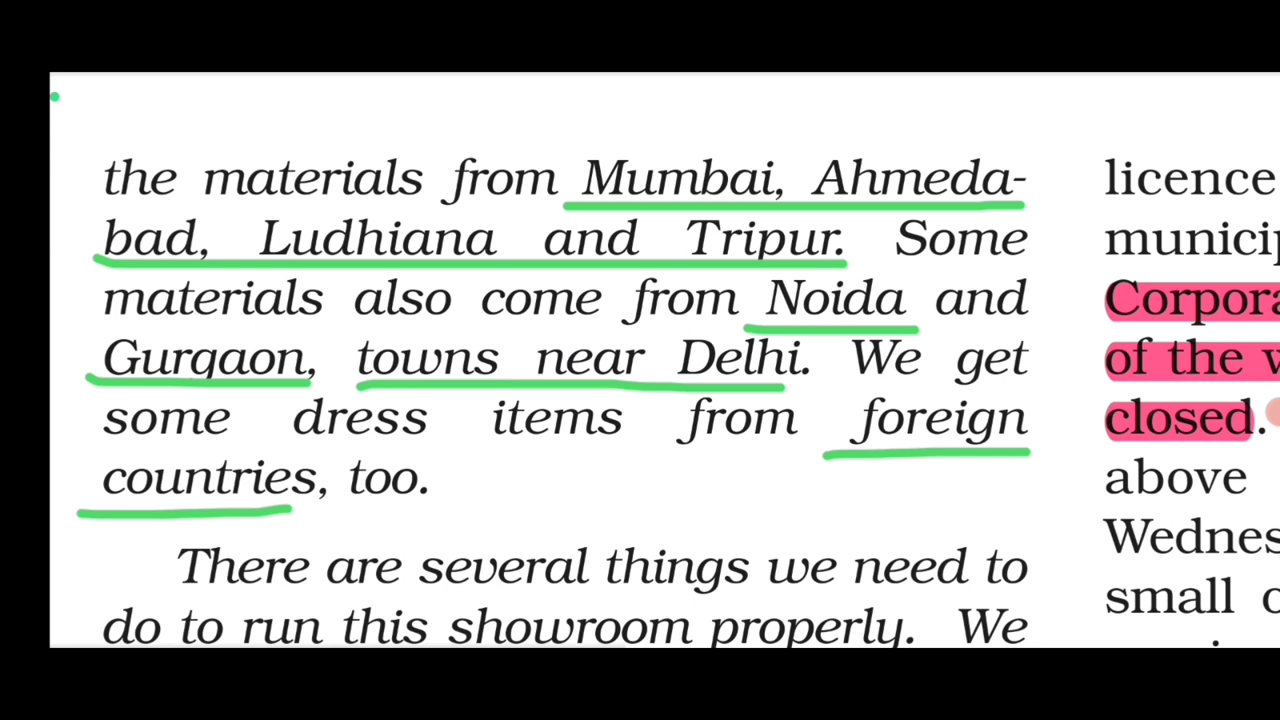 the materials from Mumbai, Ahmeda-
bad, Ludhiana and Tripur. Some
materials also come from Noida and
Gurgaon, towns near Delhi. We get
some dress items from foreign
countries, too.
There are several things we need to
do to run this showroom properly. We
licence
of the
closed.
above
small